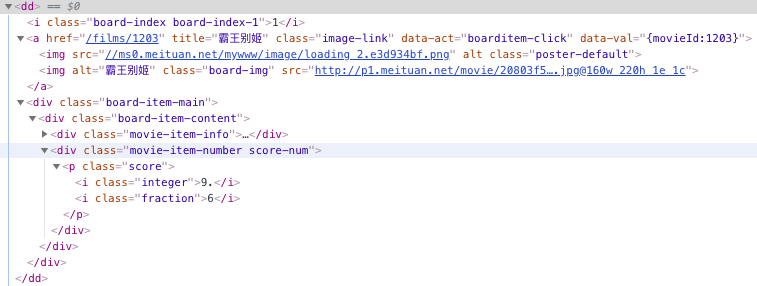 <dd> == $0
<i class="board-index board-index-1">1</i>
<a href="/films/1203" title="霸王别姬" class="image-link" data-act="boarditem-click" data-val="{movieId:1203}">
<img src="//ms0.meituan.net/mywww/image/loading_2.e3d934bf.png" alt class="poster-default">
<img alt="霸王别姬" class="board-img" src="http://p1.meituan.net/movie/20803f5….jpg@160w_220h_1e_1c">
</a>
<div class="board-item-main">
<div class="board-item-content">
<div class="movie-item-info">…</div>
<div class="movie-item-number score-num">
<p class="score">
<i class="integer">9.</i>
<i class="fraction">6</i>
</p>
</div>
</div>
</div>
</dd>